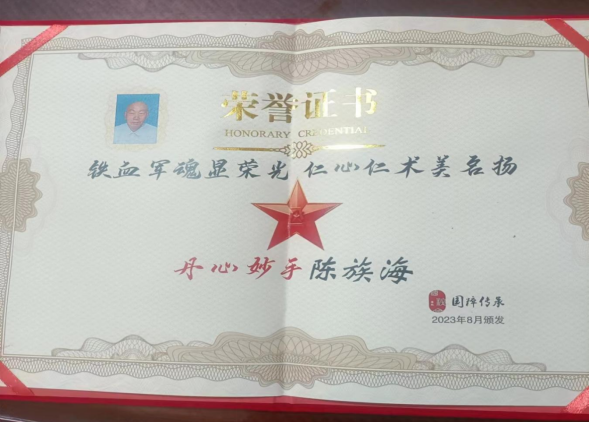 荣誉证书
HONORARY CREDENTIAL
铁血军魂显荣光 仁心仁术美名扬
丹心妙手陈族海
国粹传承
2023年8月颁发